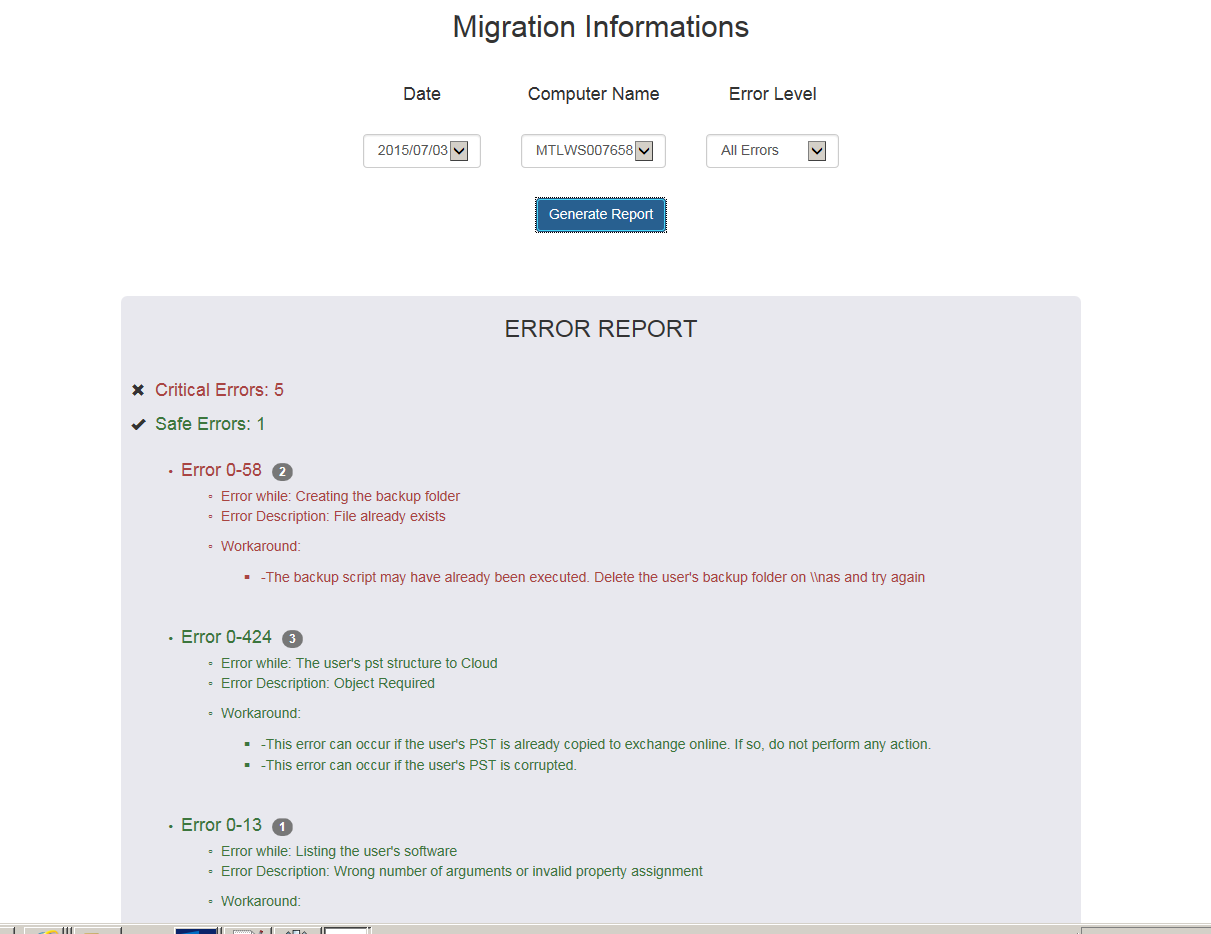 Migration Informations
Date Computer Name Error Level
2015/07/03 MTLWS007658 All Errors
Generate Report
ERROR REPORT
Critical Errors: 5
Safe Errors: 1
Error 0-58 2
Error while: Creating the backup folder
Error Description: File already exists
Workaround:
-The backup script may have already been executed. Delete the user's backup folder on \\nas and try again
Error 0-424 3
Error while: The user's pst structure to Cloud
Error Description: Object Required
Workaround:
-This error can occur if the user's PST is already copied to exchange online. If so, do not perform any action.
-This error can occur if the user's PST is corrupted.
Error 0-13 1
Error while: Listing the user's software
Error Description: Wrong number of arguments or invalid property assignment
Workaround: